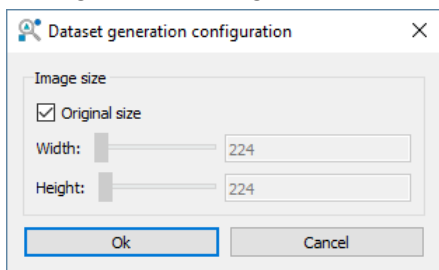 Dataset generation configuration
Image size
Original size
Width: 224
Height: 224
Ok Cancel